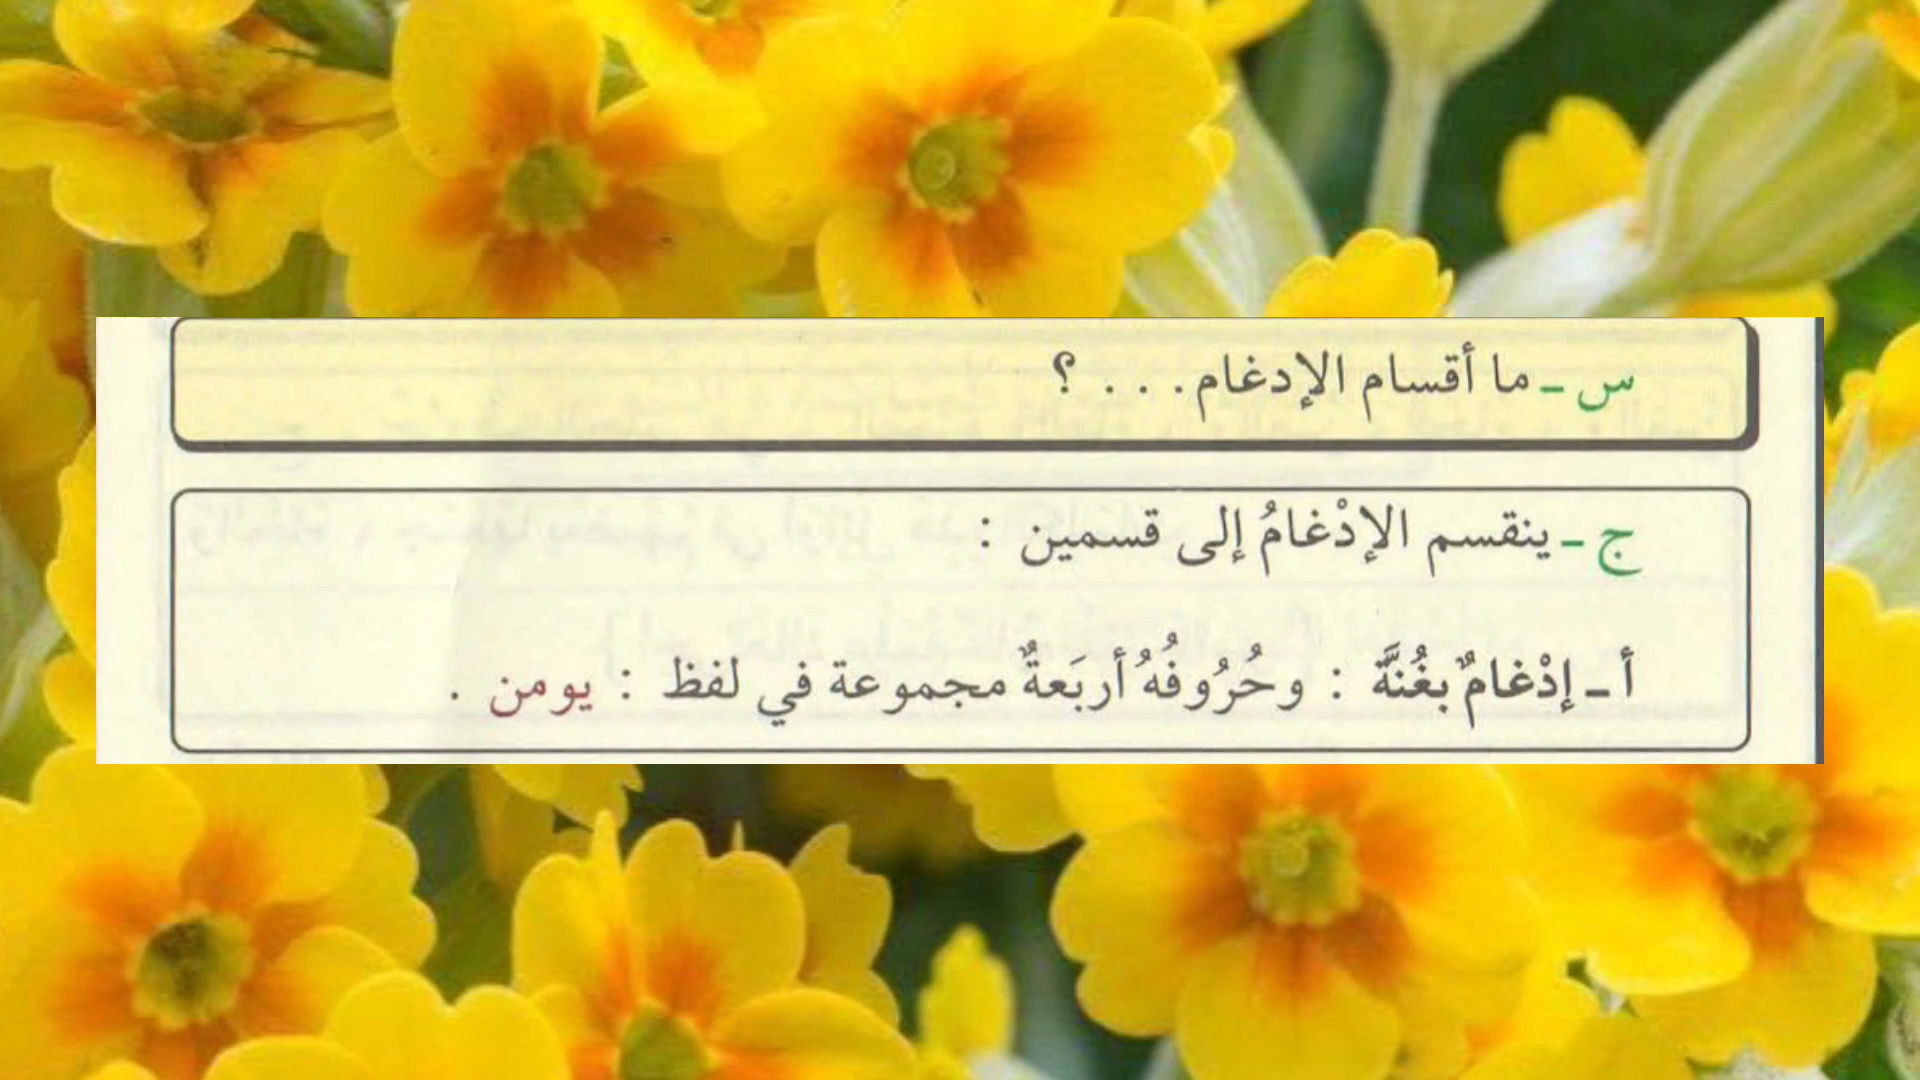 س ـ ما أقسام الإدغام. . . . ؟
ج ـ ينقسم الإدْغامُ إلى قسمين :
أ ـ إدْغامٌ بغُنَّة : وحُرُوفُهُ أربَعةٌ مجموعة في لفظ : يومن .